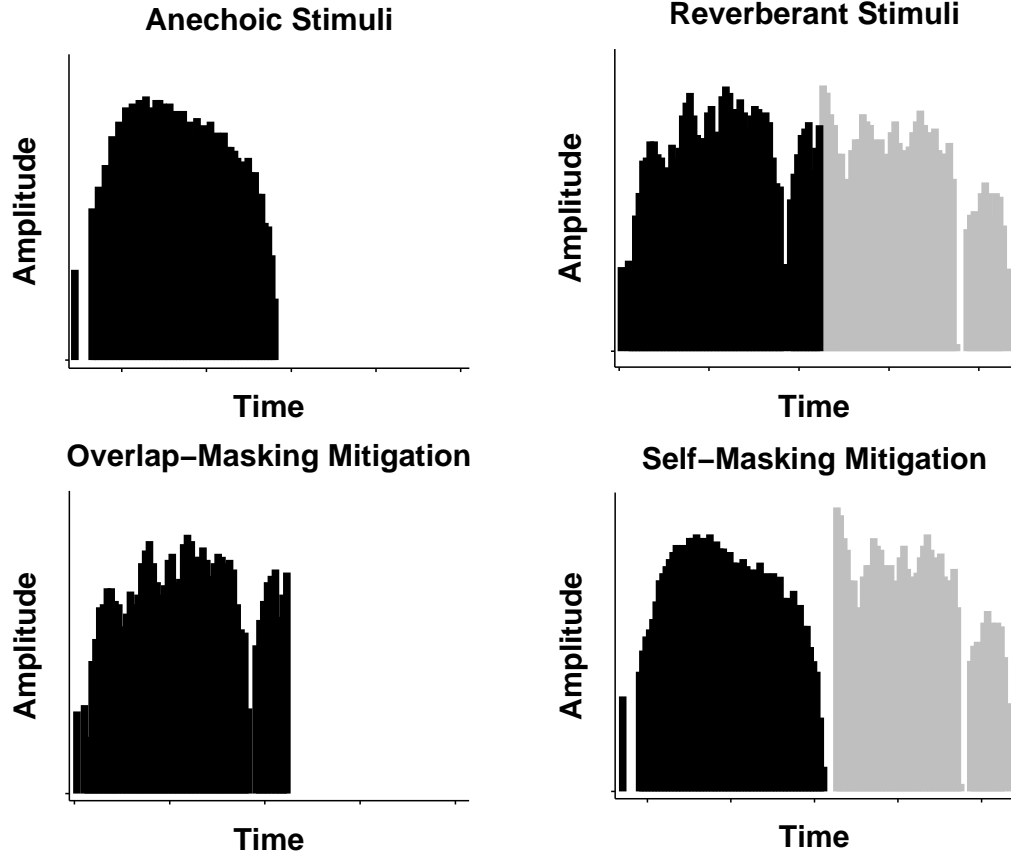 Anechoic Stimuli
Amplitude
Time
Reverberant Stimuli
Amplitude
Time
Overlap−Masking Mitigation
Amplitude
Time
Self−Masking Mitigation
Amplitude
Time